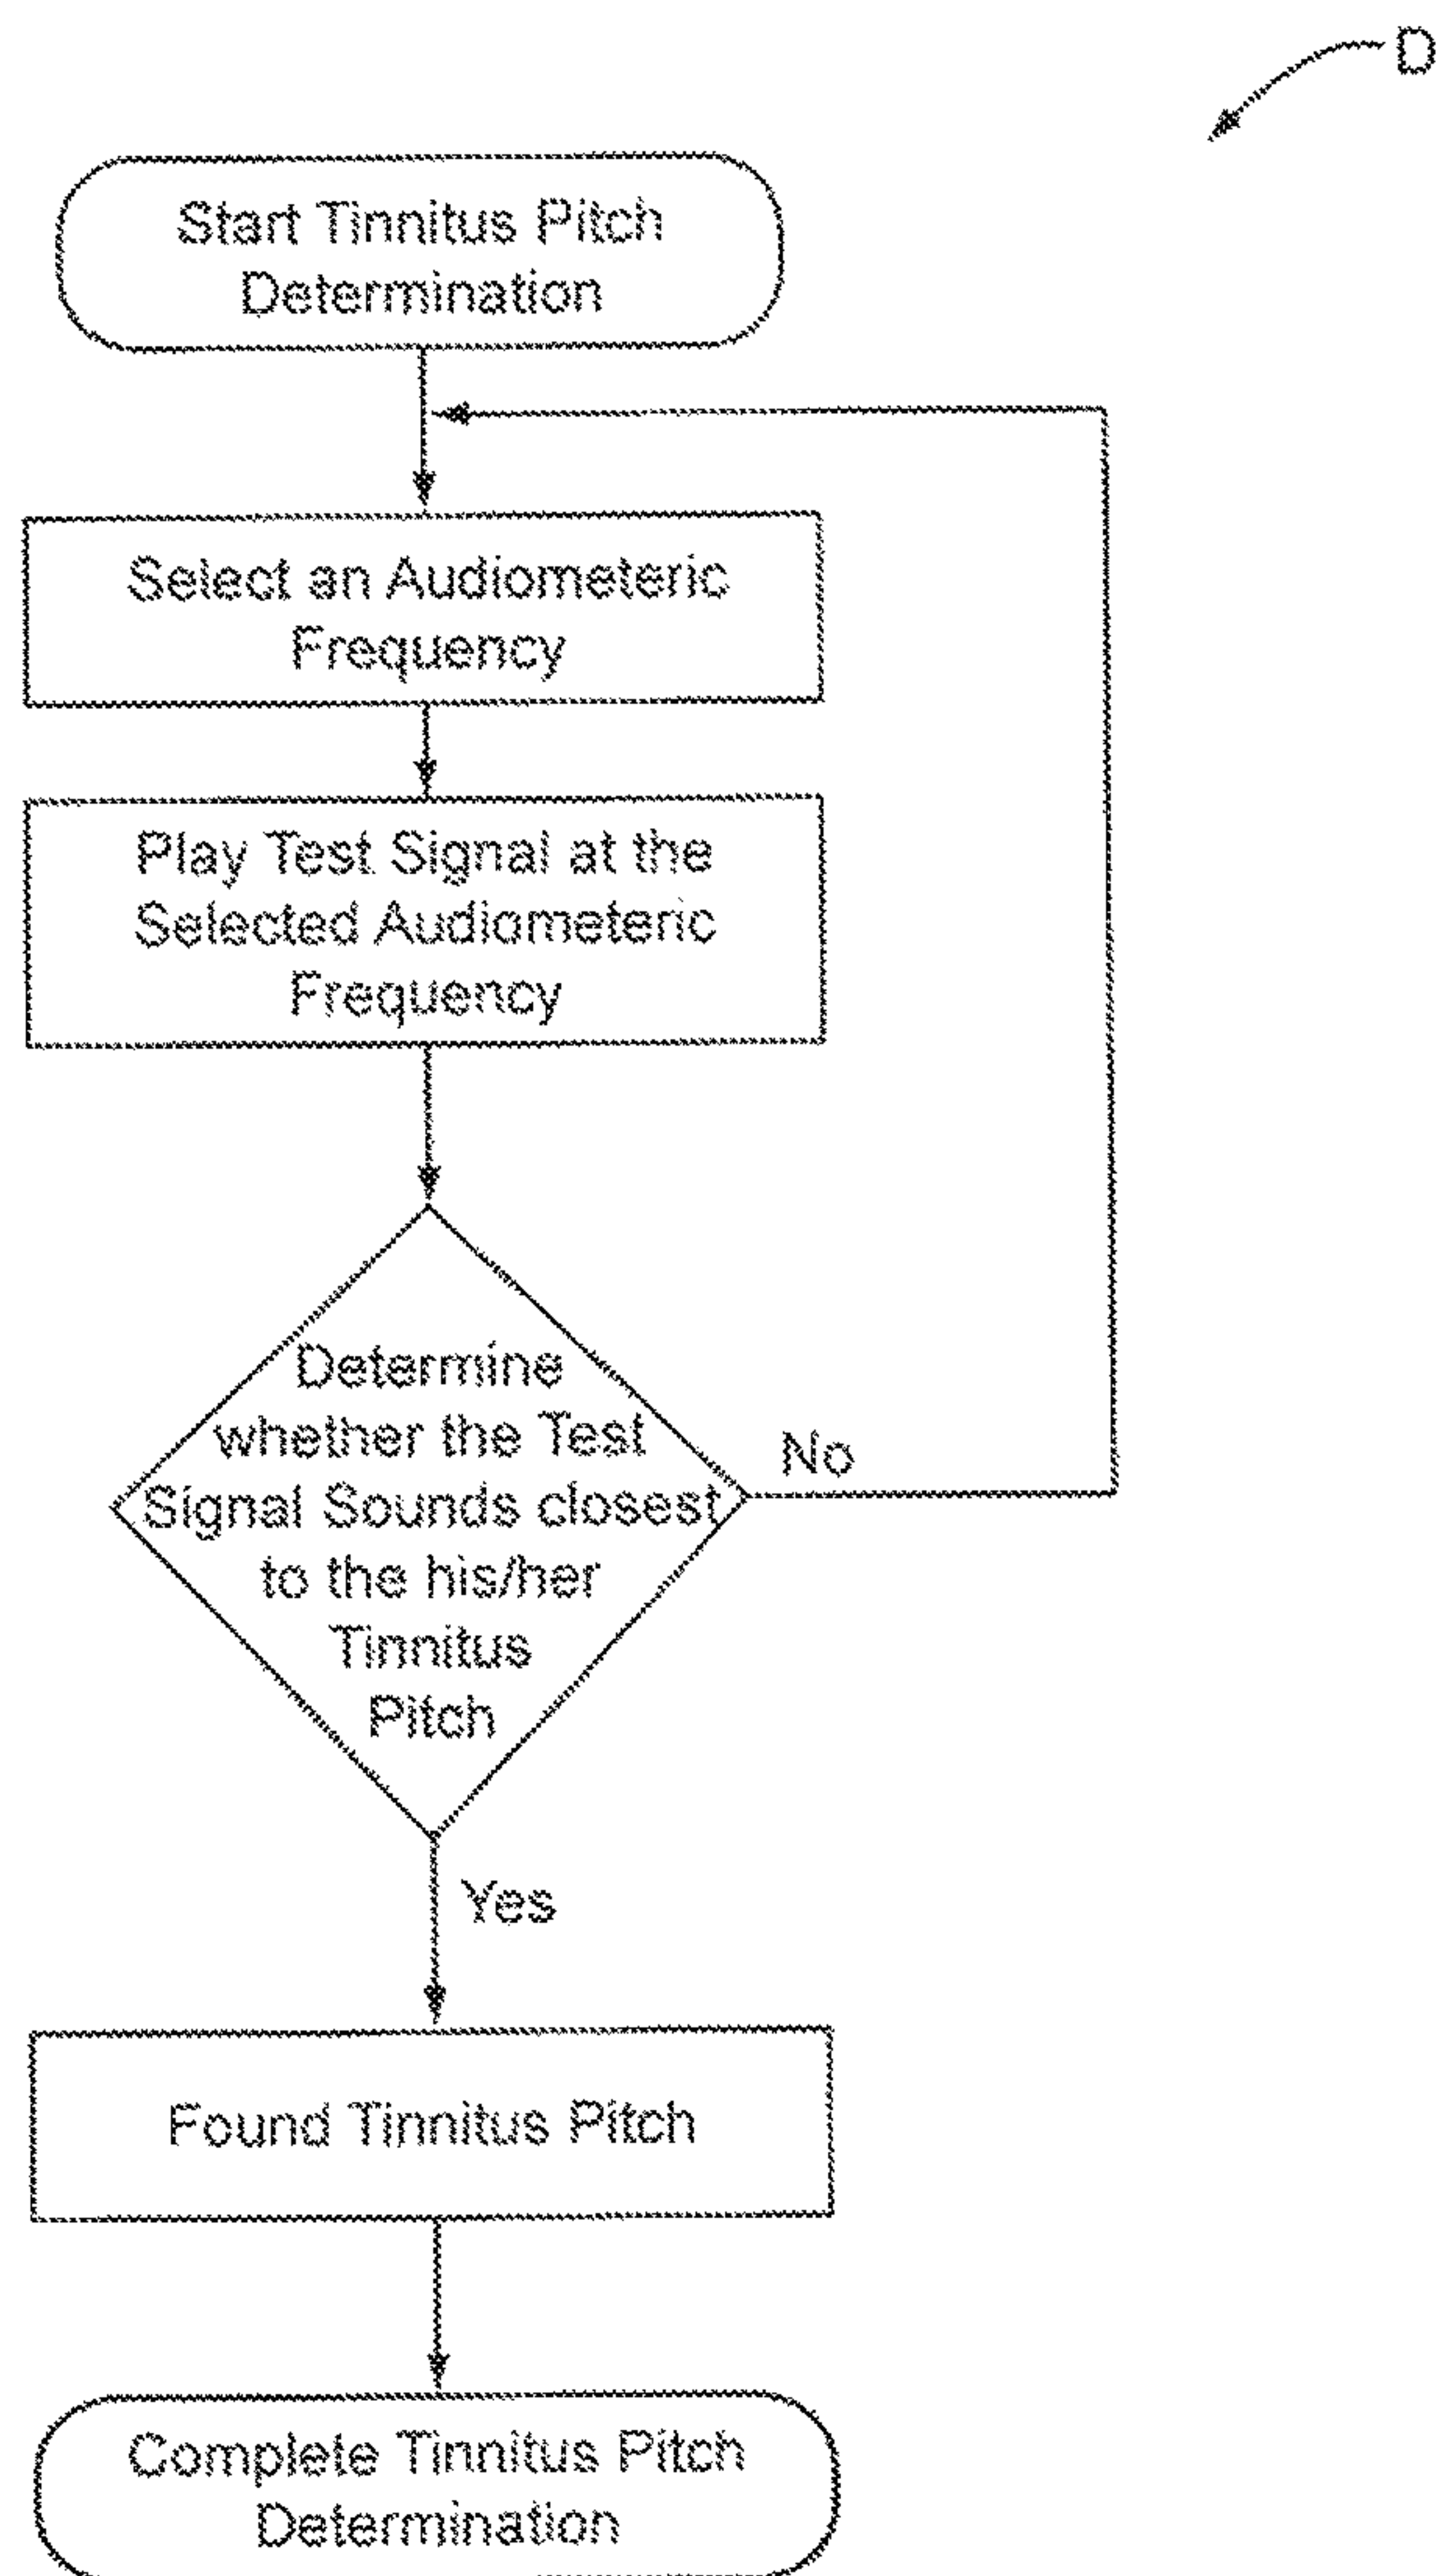 D
Start Tinnitus Pitch
Determination
Select an Audiometeric
Frequency
Play Test Signal at the
Selected Audiometeric
Frequency
Determine
whether the Test
Signal Sounds closest
to the his/her
Tinnitus
Pitch
No
Yes
Found Tinnitus Pitch
Complete Tinnitus Pitch
Determination